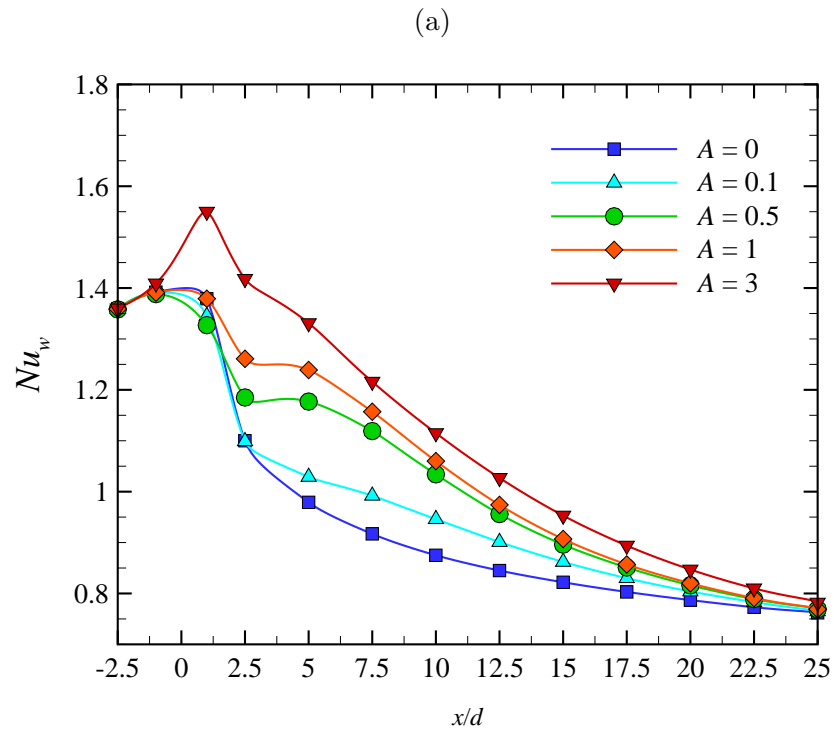 (a)
1.8
1.6
1.4
1.2
1
0.8
Nu_w
A = 0
A = 0.1
A = 0.5
A = 1
A = 3
-2.5 0 2.5 5 7.5 10 12.5 15 17.5 20 22.5 25
x/d